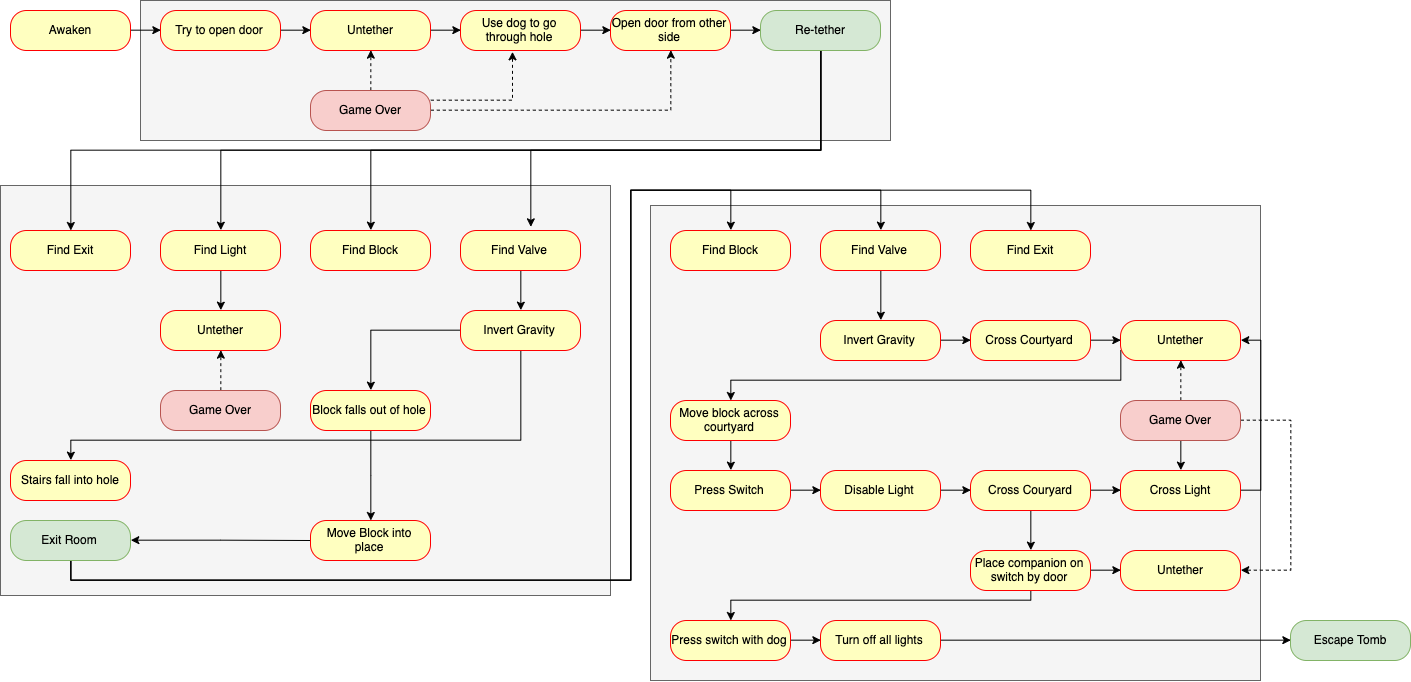 Awaken
Try to open door
Untether
Use dog to go
through hole
Open door from other
side
Re-tether
Game Over
Find Exit
Find Light
Find Block
Find Valve
Untether
Invert Gravity
Game Over
Block falls out of hole
Stairs fall into hole
Exit Room
Move Block into
place
Find Block
Find Valve
Find Exit
Invert Gravity
Cross Courtyard
Untether
Move block across
courtyard
Game Over
Press Switch
Disable Light
Cross Couryard
Cross Light
Place companion on
switch by door
Untether
Press switch with dog
Turn off all lights
Escape Tomb